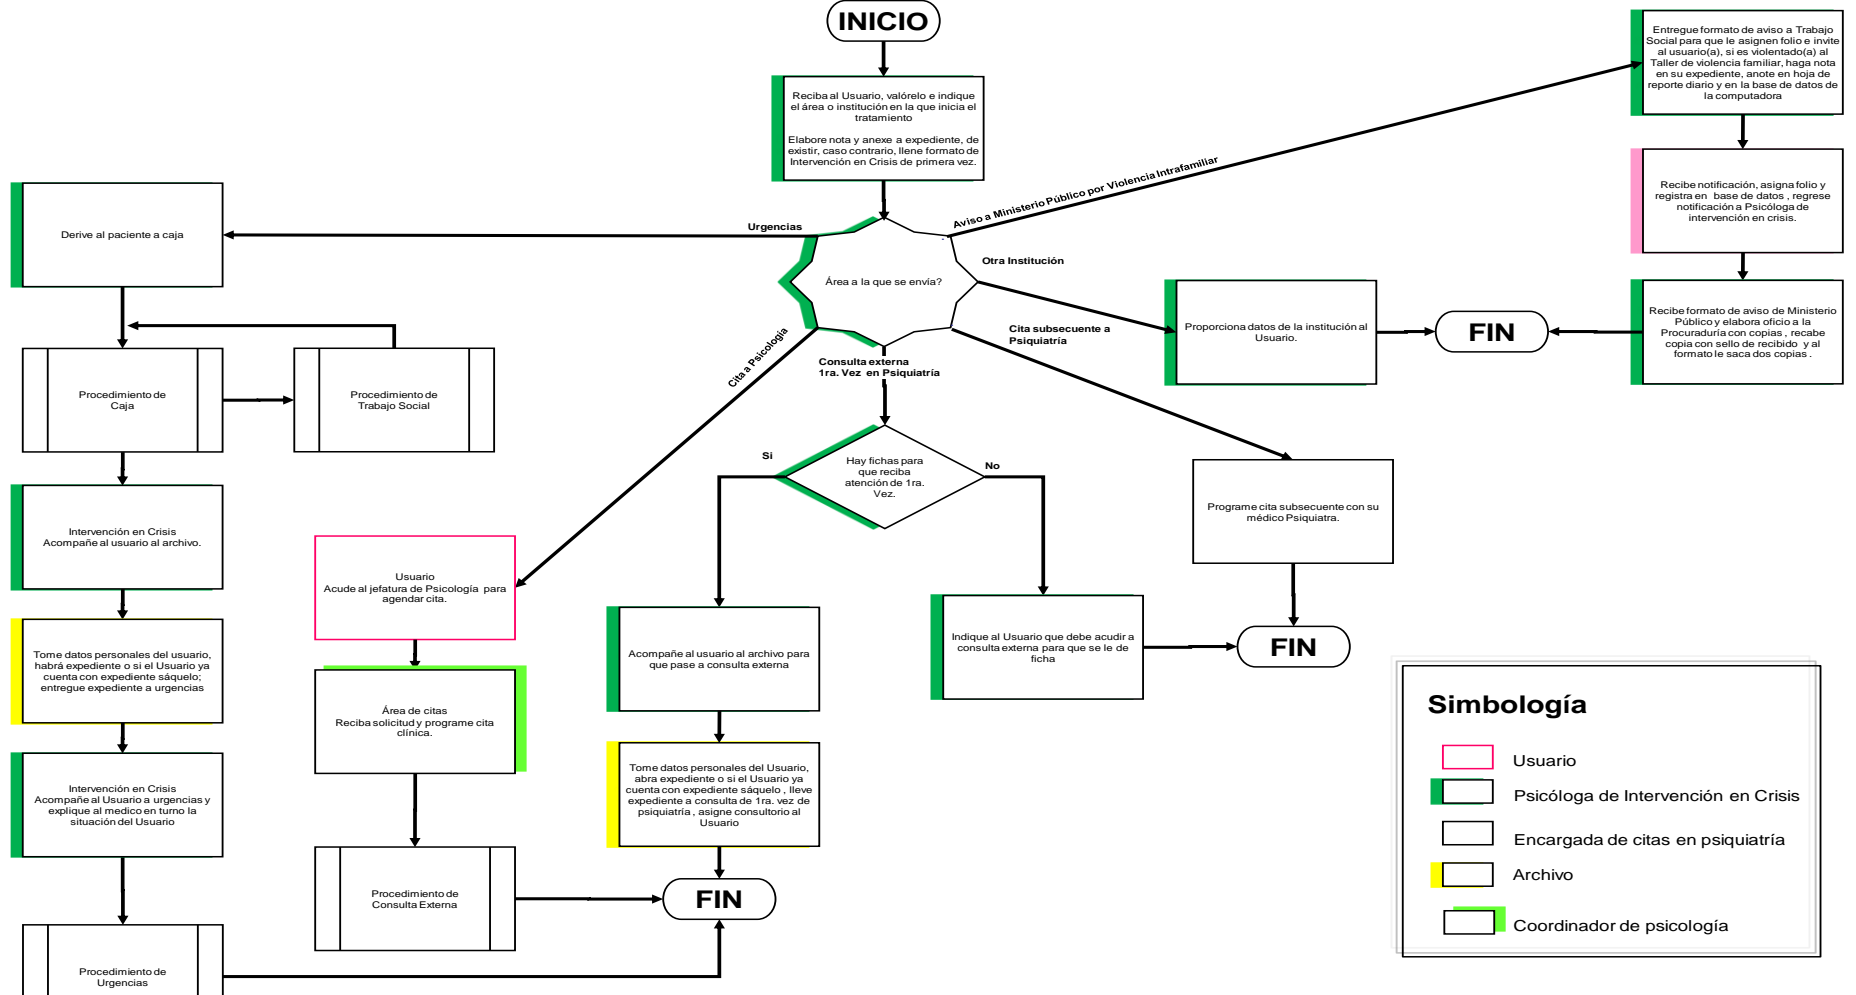 INICIO
Reciba al Usuario, valórelo e indique
el área o institución en la que inicia el
tratamiento
Elabore nota y anexe a expediente, de
existir, caso contrario, llene formato de
Intervención en Crisis de primera vez.
Entregue formato de aviso a Trabajo
Social para que le asignen folio e invite
al usuario(a), si es violentado(a) al
Taller de violencia familiar, haga nota
en su expediente, anote en hoja de
reporte diario y en la base de datos de
la computadora
Aviso a Ministerio Público por Violencia Intrafamiliar
Recibe notificación, asigna folio y
registra en base de datos , regrese
notificación a Psicóloga de
intervención en crisis.
Derive al paciente a caja
Urgencias
Área a la que se envía?
Otra Institución
Proporciona datos de la institución al
Usuario.
FIN
Recibe formato de aviso de Ministerio
Público y elabora oficio a la
Procuraduría con copias , recabe
copia con sello de recibido y al
formato le saca dos copias .
Cita subsecuente a
Psiquiatría
Cita a Psicología
Consulta externa
1ra. Vez en Psiquiatría
Procedimiento de
Caja
Procedimiento de
Trabajo Social
Si
Hay fichas para
que reciba
atención de 1ra.
Vez.
No
Programe cita subsecuente con su
médico Psiquiatra.
Intervención en Crisis
Acompañe al usuario al archivo.
Usuario
Acude al jefatura de Psicología para
agendar cita.
Tome datos personales del usuario,
habrá expediente o si el Usuario ya
cuenta con expediente sáquelo;
entregue expediente a urgencias
Acompañe al usuario al archivo para
que pase a consulta externa
Indique al Usuario que debe acudir a
consulta externa para que se le de
ficha
FIN
Área de citas
Reciba solicitud y programe cita
clínica.
Intervención en Crisis
Acompañe al Usuario a urgencias y
explique al medico en turno la
situación del Usuario
Tome datos personales del Usuario,
abra expediente o si el Usuario ya
cuenta con expediente sáquelo , lleve
expediente a consulta de 1ra. vez de
psiquiatría , asigne consultorio al
Usuario
Procedimiento de
Consulta Externa
FIN
Procedimiento de
Urgencias
Simbología
Usuario
Psicóloga de Intervención en Crisis
Encargada de citas en psiquiatría
Archivo
Coordinador de psicología